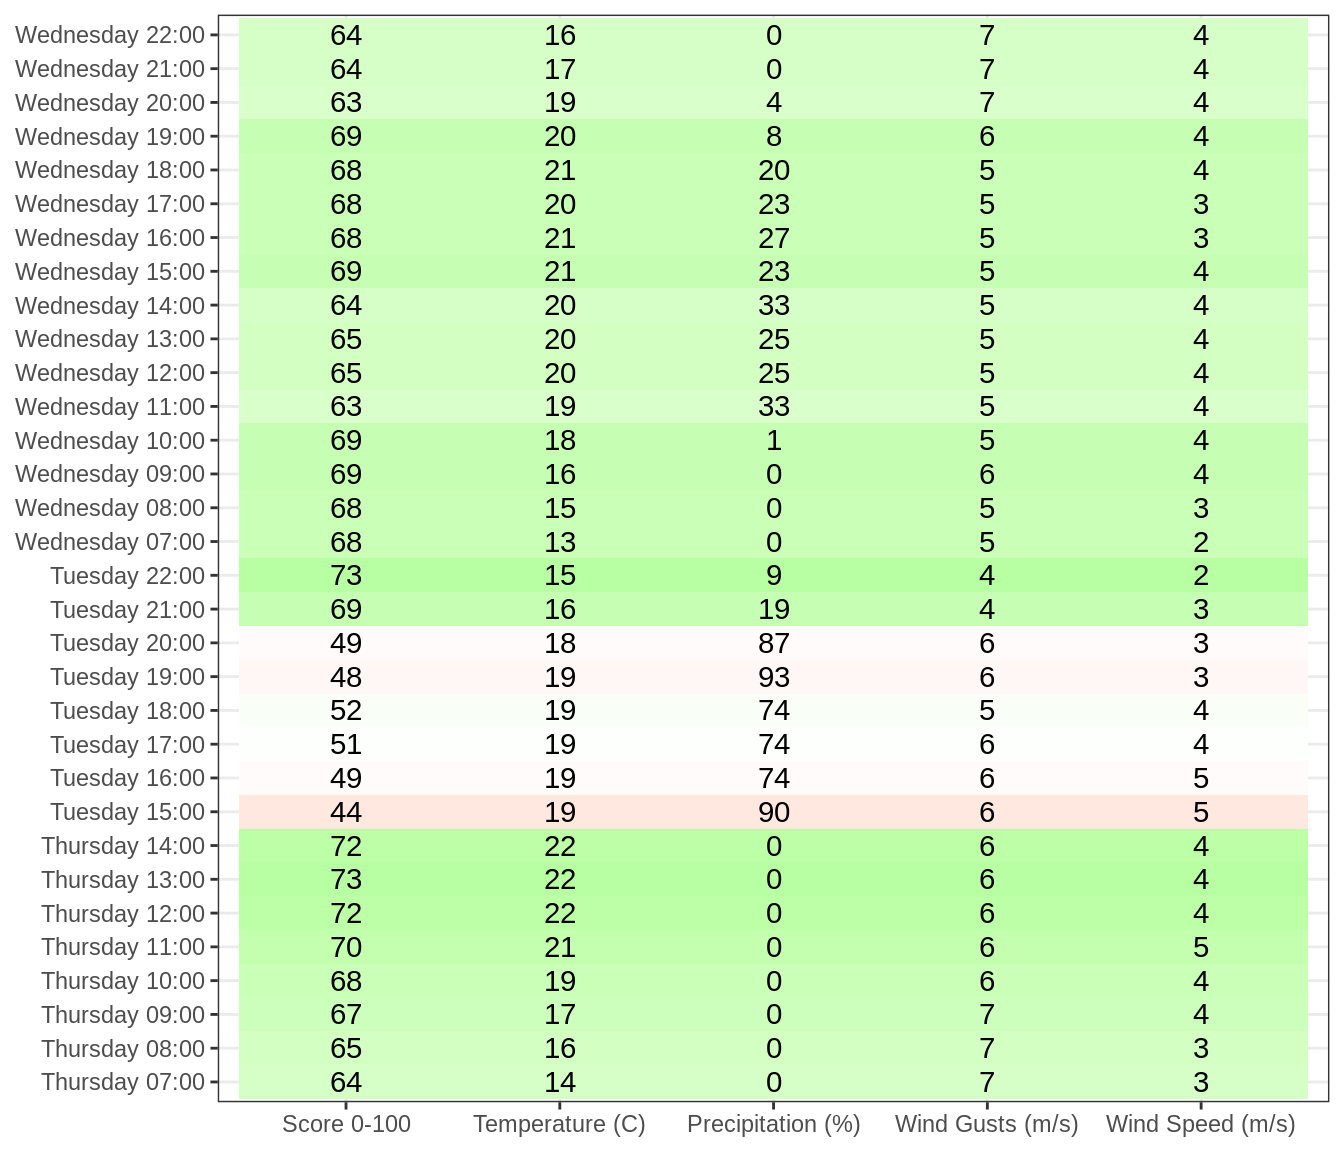 Wednesday 22:00 64 16 0 7 4
Wednesday 21:00 64 17 0 7 4
Wednesday 20:00 63 19 4 7 4
Wednesday 19:00 69 20 8 6 4
Wednesday 18:00 68 21 20 5 4
Wednesday 17:00 68 20 23 5 3
Wednesday 16:00 68 21 27 5 3
Wednesday 15:00 69 21 23 5 4
Wednesday 14:00 64 20 33 5 4
Wednesday 13:00 65 20 25 5 4
Wednesday 12:00 65 20 25 5 4
Wednesday 11:00 63 19 33 5 4
Wednesday 10:00 69 18 1 5 4
Wednesday 09:00 69 16 0 6 4
Wednesday 08:00 68 15 0 5 3
Wednesday 07:00 68 13 0 5 2
Tuesday 22:00 73 15 9 4 2
Tuesday 21:00 69 16 19 4 3
Tuesday 20:00 49 18 87 6 3
Tuesday 19:00 48 19 93 6 3
Tuesday 18:00 52 19 74 5 4
Tuesday 17:00 51 19 74 6 4
Tuesday 16:00 49 19 74 6 5
Tuesday 15:00 44 19 90 6 5
Thursday 14:00 72 22 0 6 4
Thursday 13:00 73 22 0 6 4
Thursday 12:00 72 22 0 6 4
Thursday 11:00 70 21 0 6 5
Thursday 10:00 68 19 0 6 4
Thursday 09:00 67 17 0 7 4
Thursday 08:00 65 16 0 7 3
Thursday 07:00 64 14 0 7 3
Score 0-100 Temperature (C) Precipitation (%) Wind Gusts (m/s) Wind Speed (m/s)